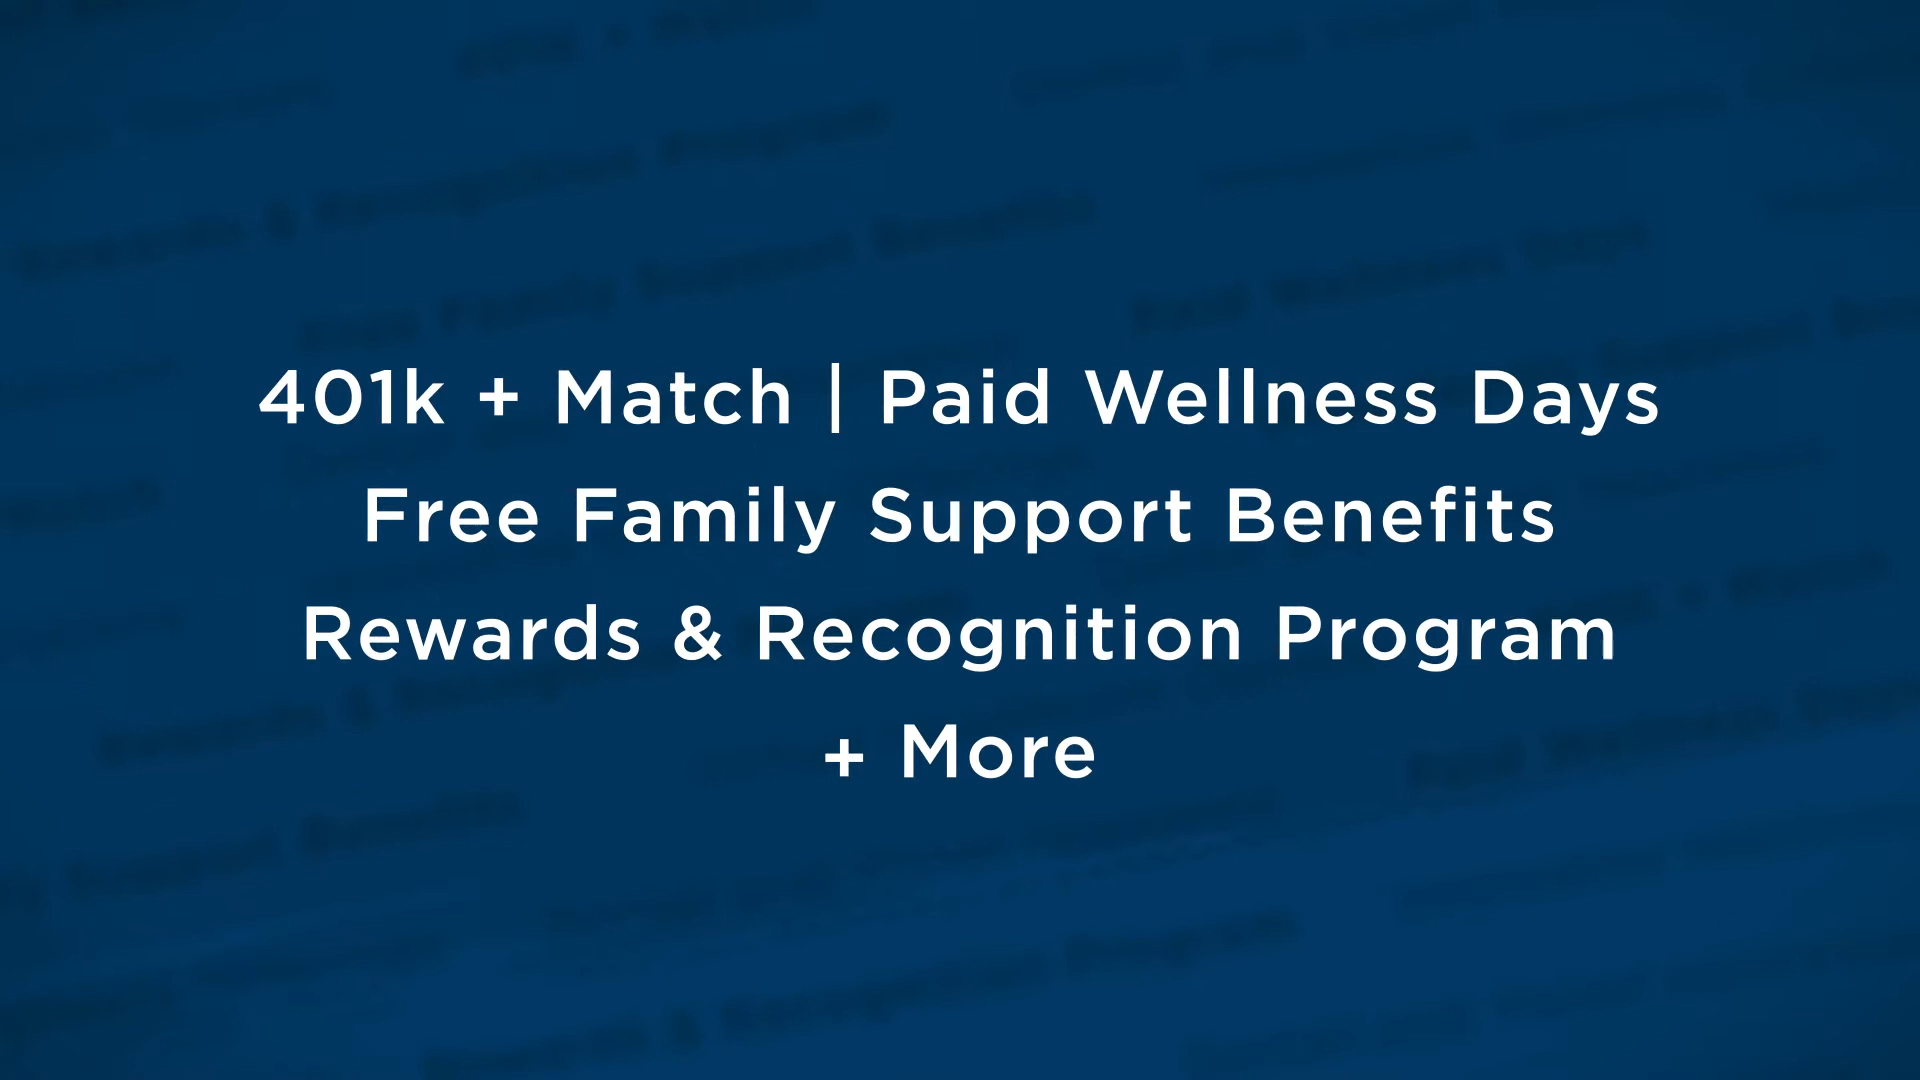 401k + Match | Paid Wellness Days
Free Family Support Benefits
Rewards & Recognition Program
+ More